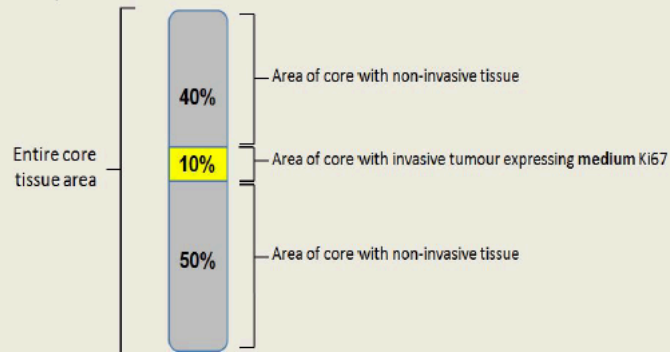 Area of core with non-invasive tissue
40%
Entire core
tissue area
10%
Area of core with invasive tumour expressing medium Ki67
50%
Area of core with non-invasive tissue